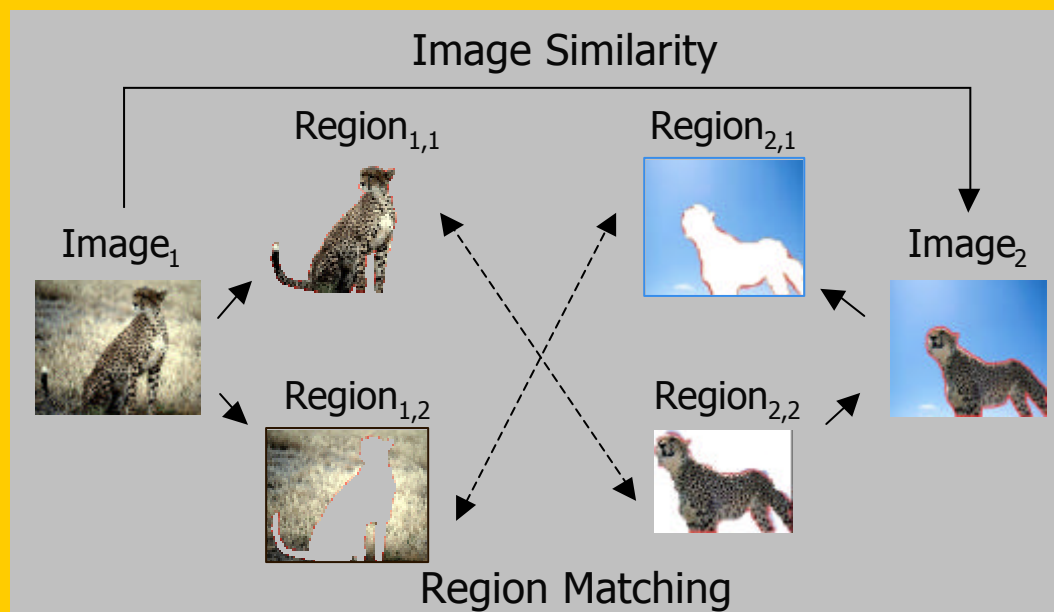 Image Similarity
Region1,1
Region2,1
Image1
Image2
Region1,2
Region2,2
Region Matching